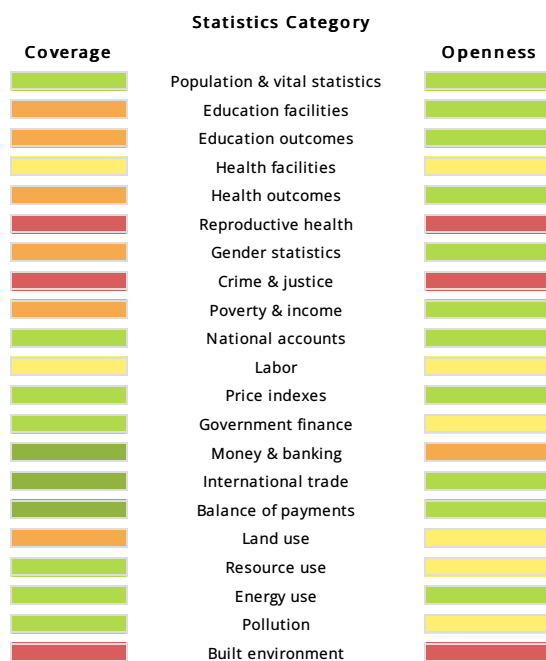 Statistics Category
Coverage Openness
Population & vital statistics
Education facilities
Education outcomes
Health facilities
Health outcomes
Reproductive health
Gender statistics
Crime & justice
Poverty & income
National accounts
Labor
Price indexes
Government finance
Money & banking
International trade
Balance of payments
Land use
Resource use
Energy use
Pollution
Built environment